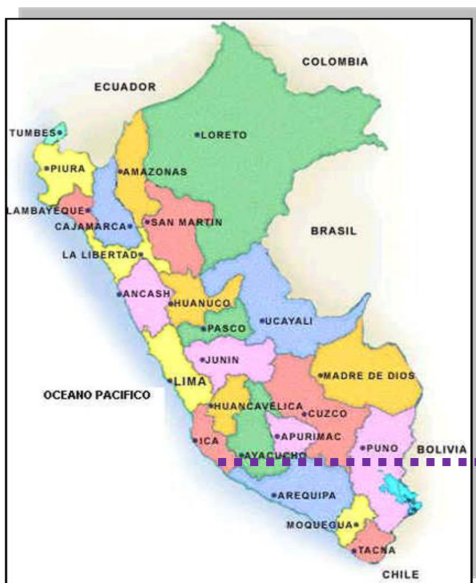 COLOMBIA
ECUADOR
TUMBES
LORETO
PIURA
AMAZONAS
LAMBAYEQUE
SAN MARTIN
CAJAMARCA
BRASIL
LA LIBERTAD
ANCASH
HUANUCO
UCAYALI
PASCO
JUNIN
MADRE DE DIOS
LIMA
OCEANO PACIFICO
HUANCAVELICA
CUZCO
ICA
APURIMAC
PUNO
BOLIVIA
AYACUCHO
AREQUIPA
MOQUEGUA
TACNA
CHILE